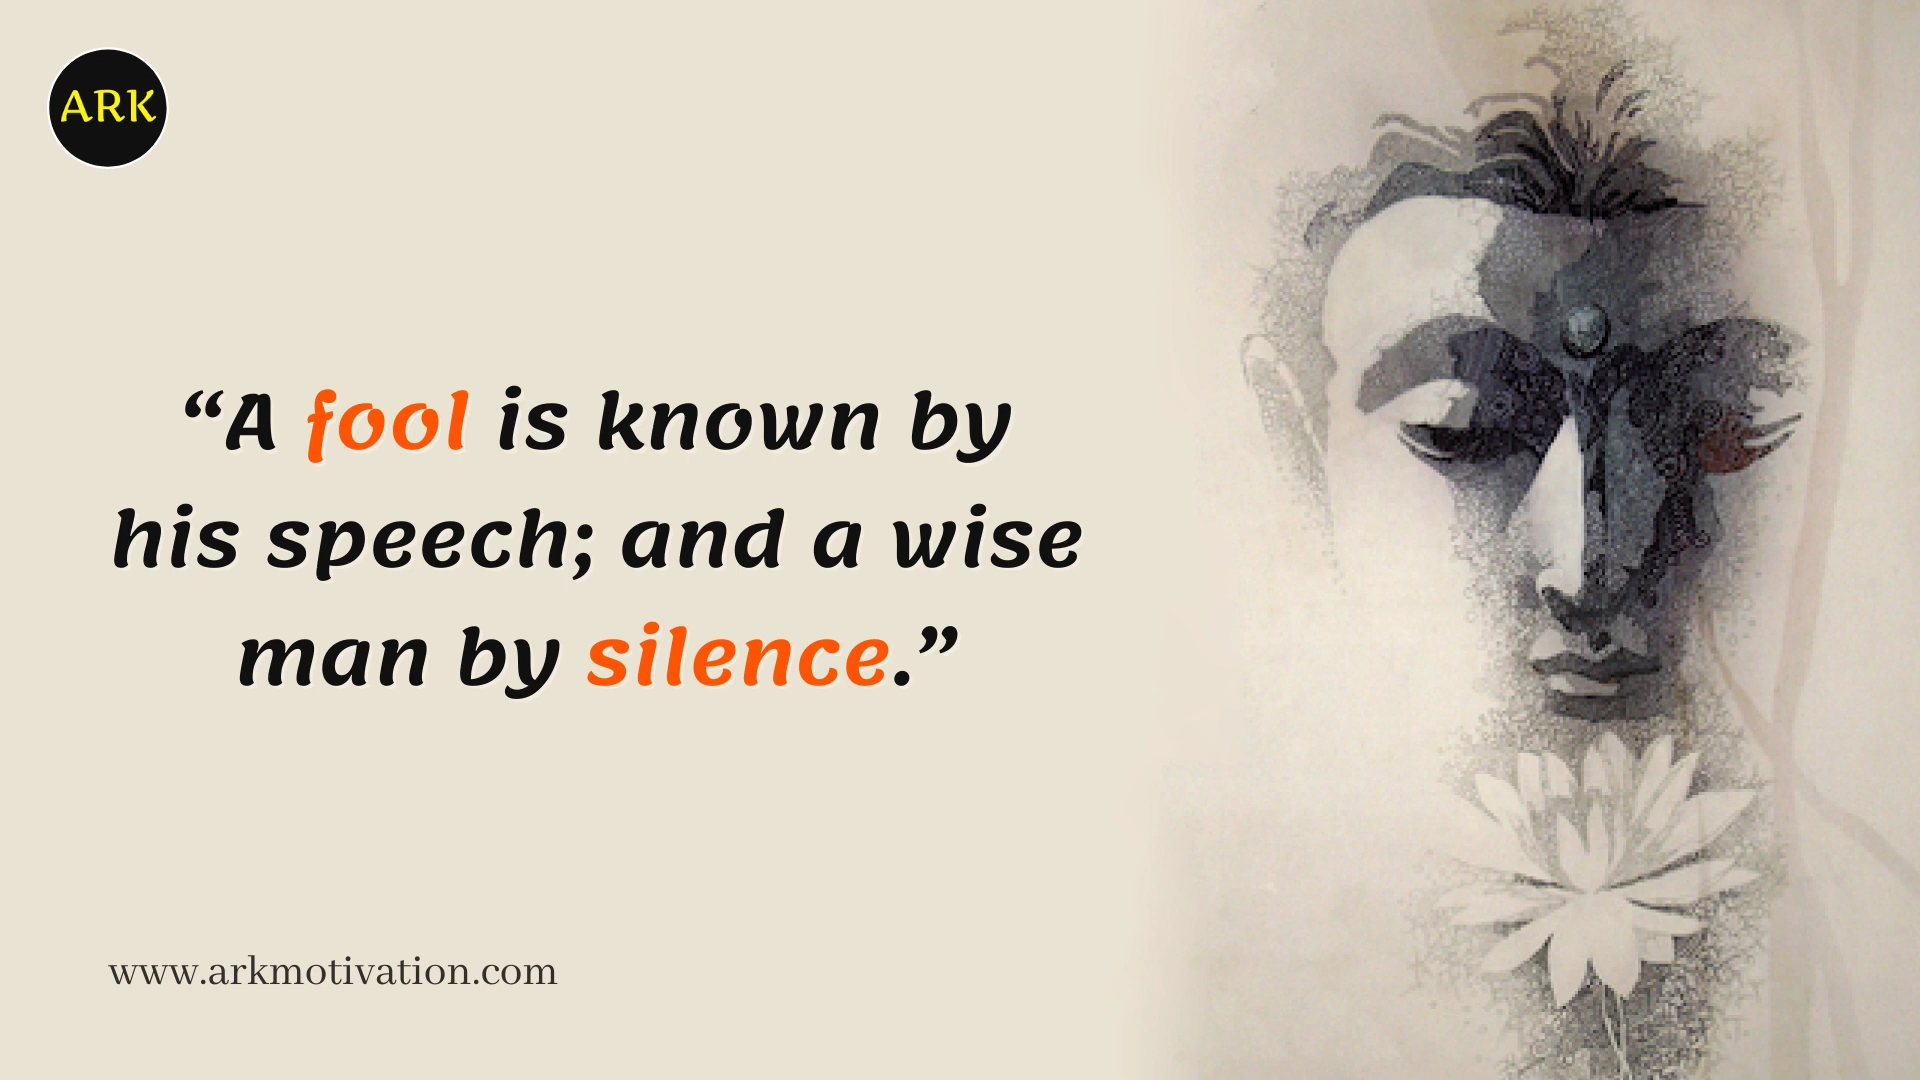 ARK
“A fool is known by
his speech; and a wise
man by silence.”
www.arkmotivation.com